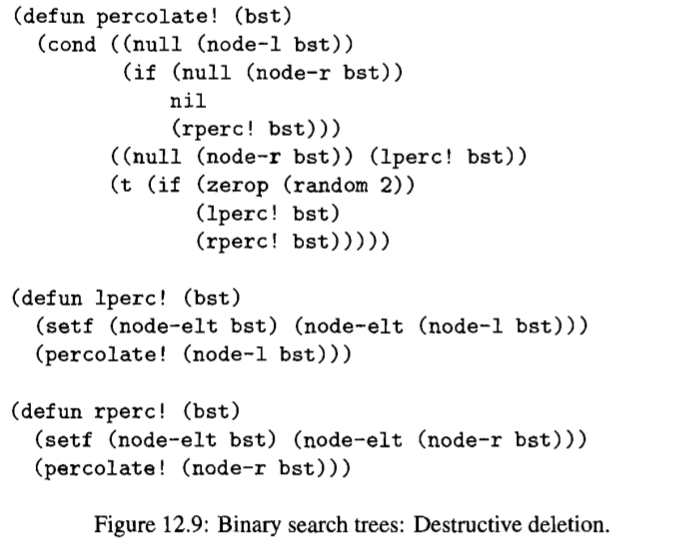 (defun percolate! (bst)
  (cond ((null (node-l bst))
         (if (null (node-r bst))
             nil
             (rperc! bst)))
        ((null (node-r bst)) (lperc! bst))
        (t (if (zerop (random 2))
               (lperc! bst)
               (rperc! bst)))))

(defun lperc! (bst)
  (setf (node-elt bst) (node-elt (node-l bst)))
  (percolate! (node-l bst)))

(defun rperc! (bst)
  (setf (node-elt bst) (node-elt (node-r bst)))
  (percolate! (node-r bst)))

Figure 12.9: Binary search trees: Destructive deletion.